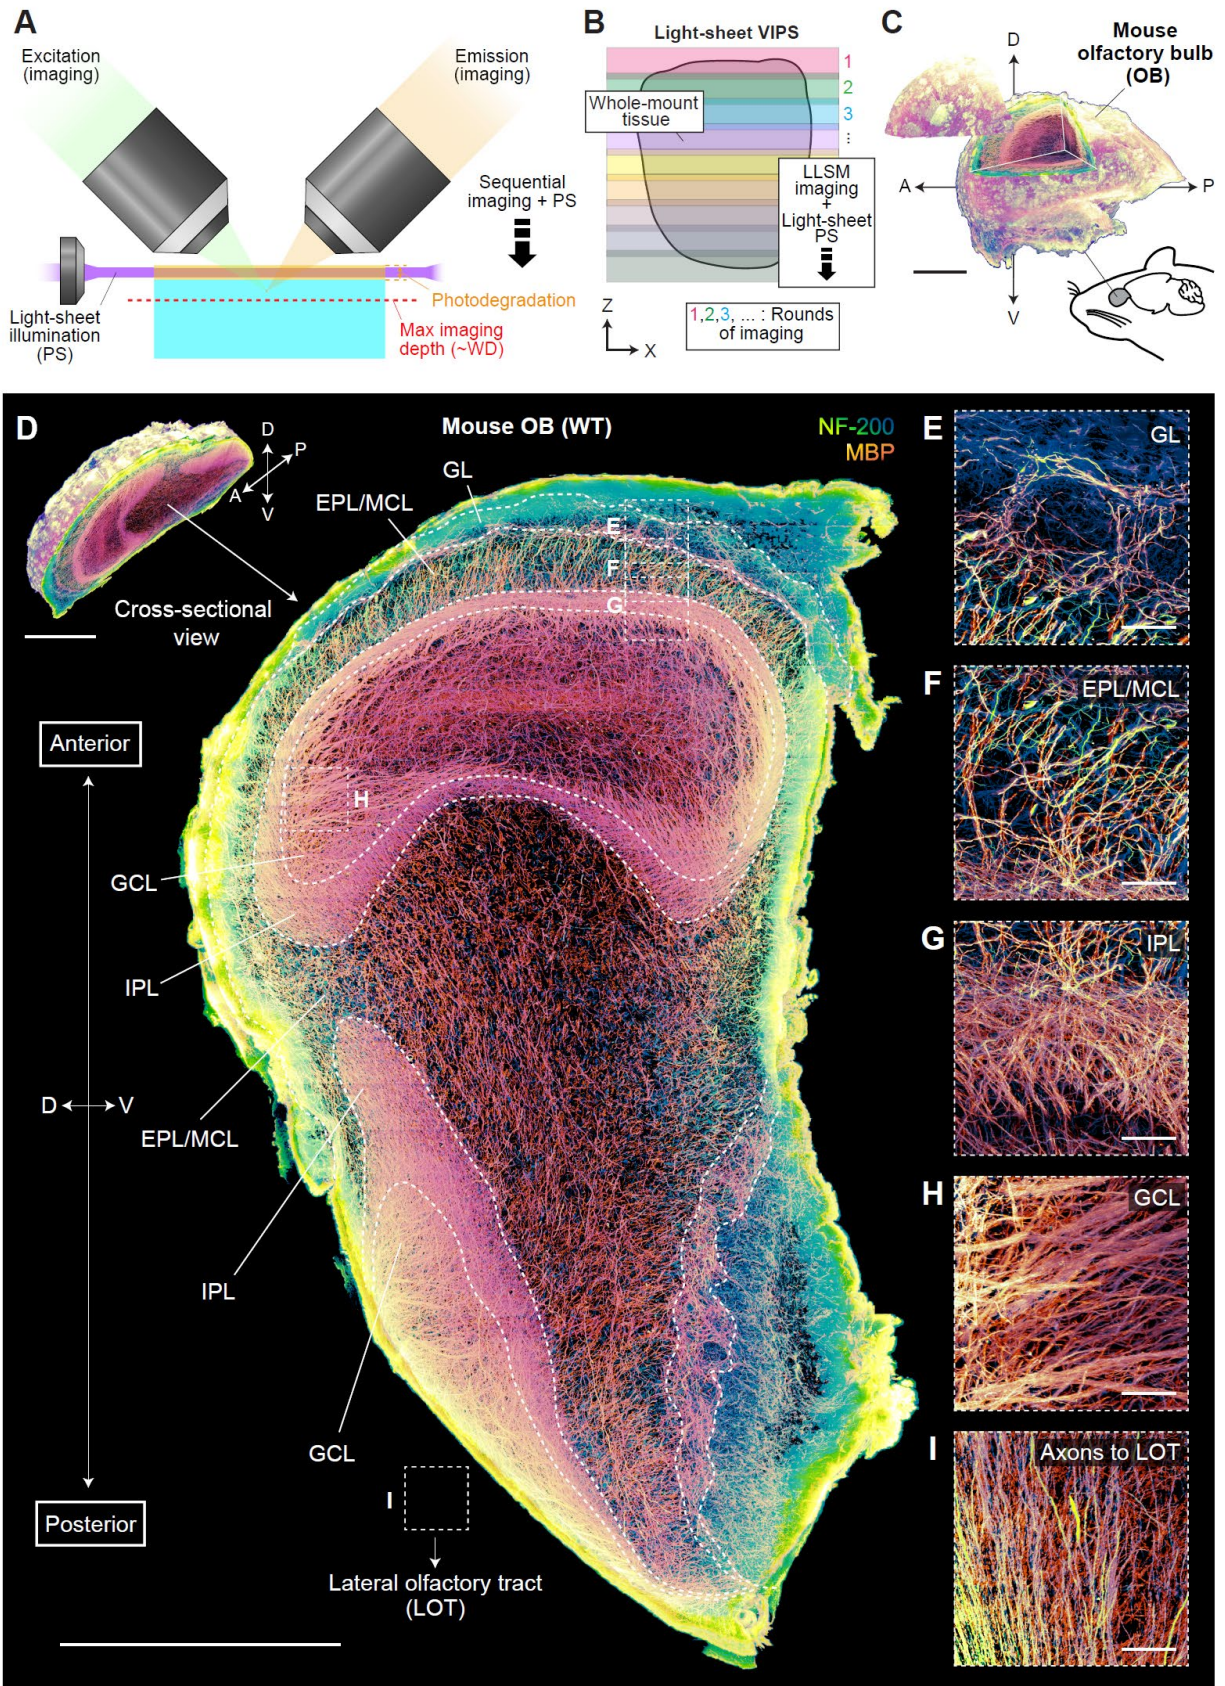 A
Excitation
(imaging)
Emission
(imaging)
Sequential
imaging + PS
Light-sheet
illumination
(PS)
Photodegradation
Max imaging
depth (~WD)
B
Light-sheet VIPS
1
2
3
...
Whole-mount
tissue
LLSM
imaging
+
Light-sheet
PS
Z
X
1,2,3, ... : Rounds
of imaging
C
Mouse
olfactory bulb
(OB)
D
A
P
V
D
D
P
A
V
Cross-sectional
view
Mouse OB (WT)
NF-200
MBP
GL
EPL/MCL
E
F
G
H
Anterior
GCL
IPL
D
V
EPL/MCL
IPL
GCL
Posterior
I
Lateral olfactory tract
(LOT)
E
GL
F
EPL/MCL
G
IPL
H
GCL
I
Axons to LOT